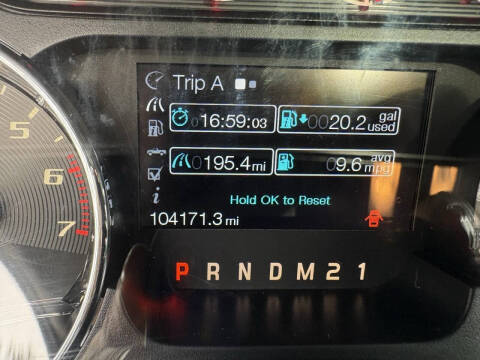 Trip A
016:59:03
0020.2 gal used
0195.4 mi
09.6 avg mpg
Hold OK to Reset
104171.3 mi
P R N D M 2 1
5
6
7
i